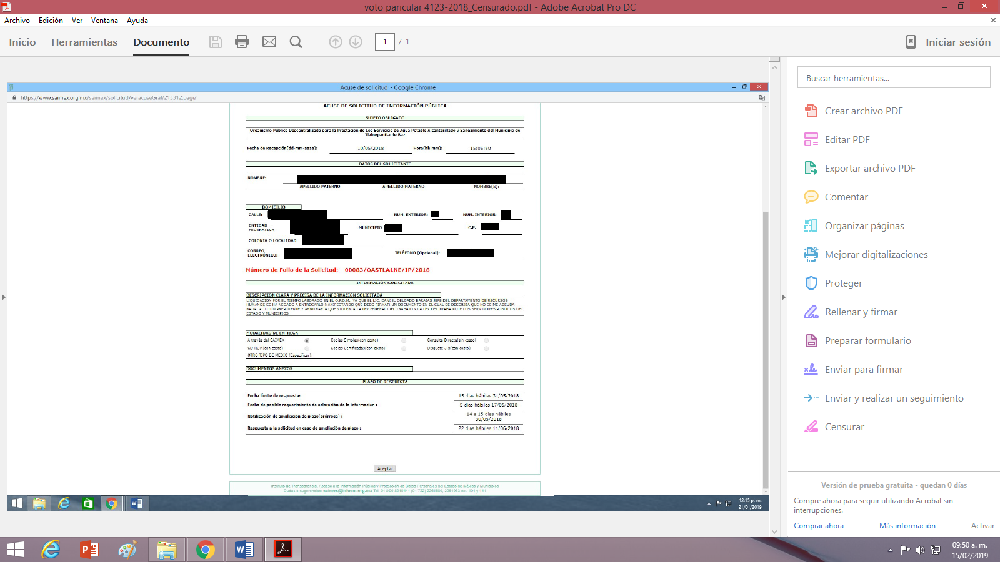 voto paricular 4123-2018_Censurado.pdf - Adobe Acrobat Pro DC
Archivo Edición Ver Ventana Ayuda
Inicio Herramientas Documento 1 / 1 Iniciar sesión
Acuse de solicitud - Google Chrome
https://www.saimex.org.mx/saimex/solicitud/veracuseGral/213312.page
ACUSE DE SOLICITUD DE INFORMACIÓN PÚBLICA
SUJETO OBLIGADO
Organismo Público Descentralizado para la Prestación de Los Servicios de Agua Potable Alcantarillado y Saneamiento del Municipio de
Tlalnepantla de Baz
Fecha de Recepción(dd-mm-aaaa): 10/05/2018 Hora(hh:mm): 15:06:50
DATOS DEL SOLICITANTE
NOMBRE:
APELLIDO PATERNO APELLIDO MATERNO NOMBRE(S):
DOMICILIO
CALLE: NUM. EXTERIOR: NUM. INTERIOR:
ENTIDAD
FEDERATIVA MUNICIPIO C.P.
COLONIA O LOCALIDAD
CORREO
ELECTRÓNICO: TELÉFONO (Opcional):
Número de Folio de la Solicitud: 00083/OASTLALNE/IP/2018
INFORMACIÓN SOLICITADA
DESCRIPCIÓN CLARA Y PRECISA DE LA INFORMACIÓN SOLICITADA
LIQUIDACION POR EL TIEMPO LABORADO EN EL O.P.D.M., YA QUE EL LIC. DANJIEL DELGADO BARAJAS JEFE DEL DEPARTAMENTO DE RECURSOS
HUMANOS SE HA NEGADO A ENTREGARLO MANIFESTANDO QUE DEBO FIRMAR UN DOCUMENTO EN EL CUAL SE DESCRIBA QUE NO SE ME ADEUDA
NADA. ACTITUD PREPOTENTE Y ARBITRARIA QUE VIOLENTA LA LEY FEDERAL DEL TRABAJO Y LA LEY DEL TRABAJO DE LOS SERVIDORES PÚBLICOS DEL
ESTADO Y MUNICIPIOS
MODALIDAD DE ENTREGA
A través del SAIMEX Copias Simples(con costo) Consulta Directa(sin costo)
CD-ROM(con costo) Copias Certificadas(con costo) Disquete 3.5(con costo)
OTRO TIPO DE MEDIO (Especificar):
DOCUMENTOS ANEXOS
PLAZO DE RESPUESTA
Fecha límite de respuesta: 15 días hábiles 31/05/2018
Fecha de posible requerimiento de aclaración de la información : 5 días hábiles 17/05/2018
Notificación de ampliación de plazo(prórroga) : 14 a 15 días hábiles
30/05/2018
Respuesta a la solicitud en caso de ampliación de plazo : 22 días hábiles 11/06/2018
Aceptar
Instituto de Transparencia, Acceso a la Información Pública y Protección de Datos Personales del Estado de México y Municipios
Dudas o sugerencias: saimex@infoem.org.mx Tel. 01 800 8210441 (01 722) 2261980, 2261983 ext. 101 y 141
12:15 p. m.
21/01/2019
Buscar herramientas...
Crear archivo PDF
Editar PDF
Exportar archivo PDF
Comentar
Organizar páginas
Mejorar digitalizaciones
Proteger
Rellenar y firmar
Preparar formulario
Enviar para firmar
Enviar y realizar un seguimiento
Censurar
Versión de prueba gratuita - quedan 0 días
Compre ahora para seguir utilizando Acrobat sin
interrupciones.
Comprar ahora Más información Activar
09:50 a. m.
15/02/2019